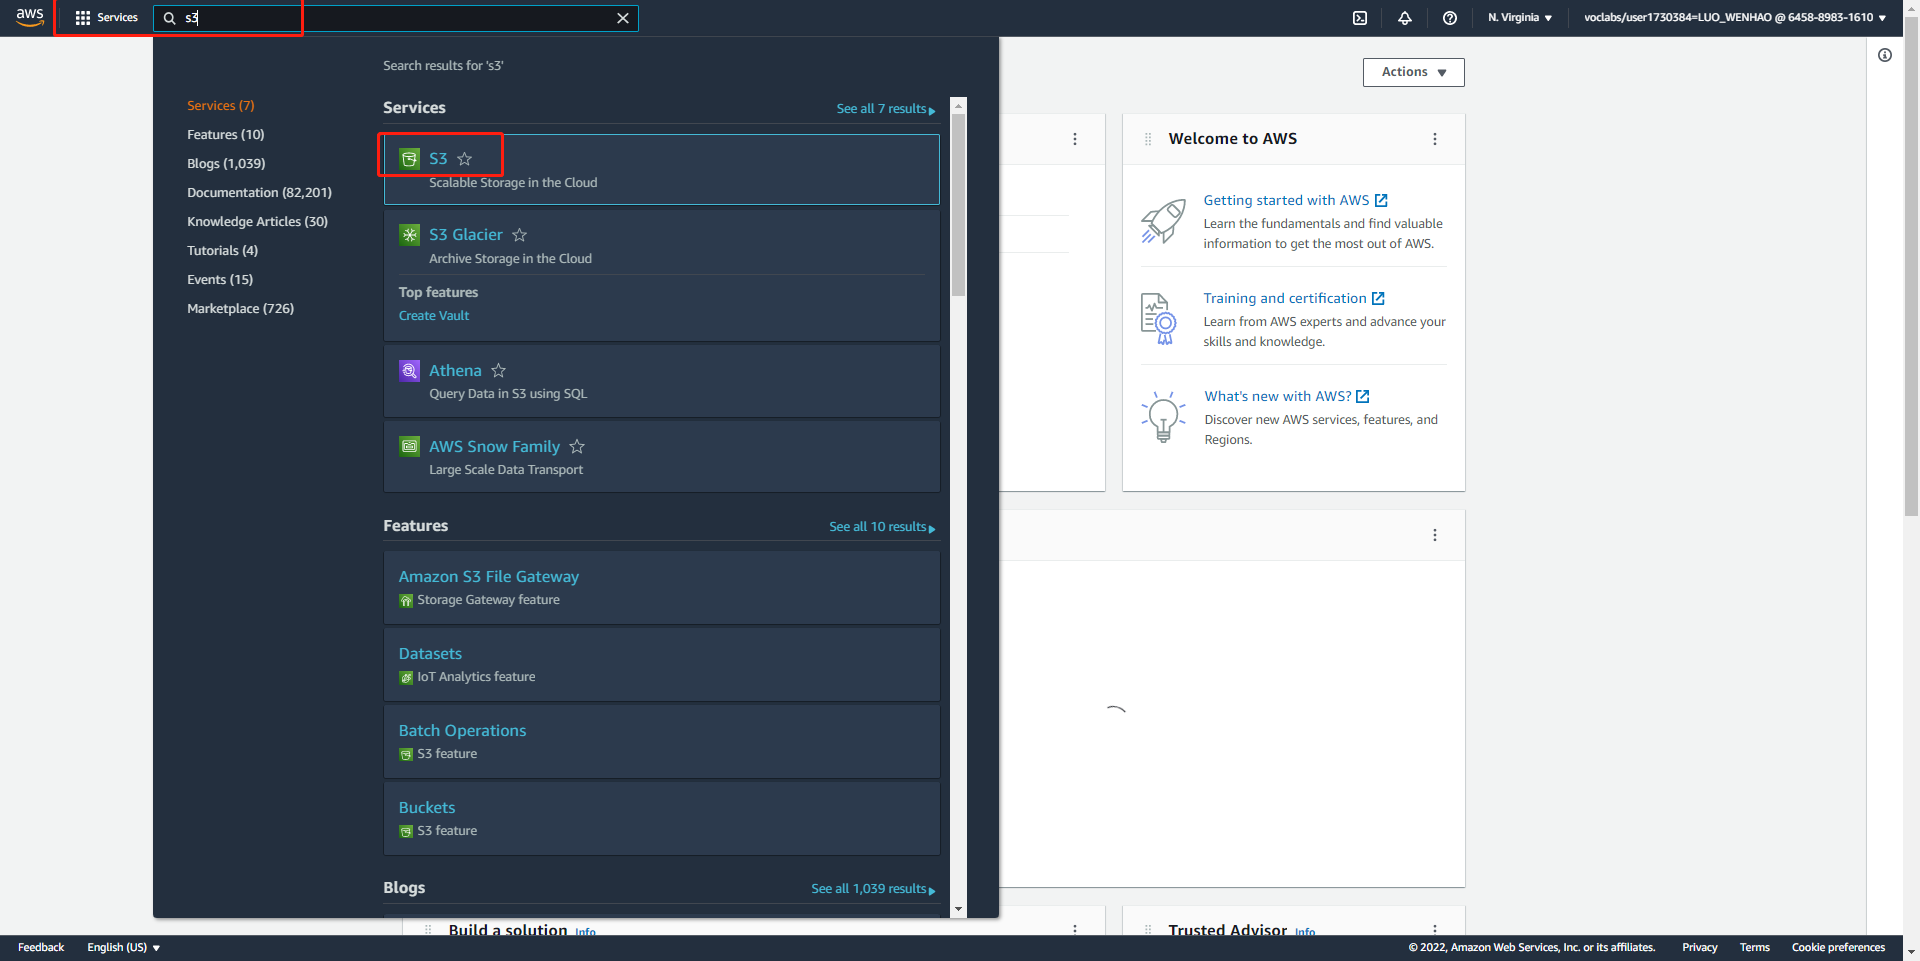 aws
Services
s3
N. Virginia
voclabs/user1730384=LUO_WENHAO @ 6458-8983-1610
Search results for 's3'
Services (7)
Features (10)
Blogs (1,039)
Documentation (82,201)
Knowledge Articles (30)
Tutorials (4)
Events (15)
Marketplace (726)
Services
See all 7 results
S3
Scalable Storage in the Cloud
S3 Glacier
Archive Storage in the Cloud
Top features
Create Vault
Athena
Query Data in S3 using SQL
AWS Snow Family
Large Scale Data Transport
Features
See all 10 results
Amazon S3 File Gateway
Storage Gateway feature
Datasets
IoT Analytics feature
Batch Operations
S3 feature
Buckets
S3 feature
Blogs
See all 1,039 results
Actions
Welcome to AWS
Getting started with AWS
Learn the fundamentals and find valuable
information to get the most out of AWS.
Training and certification
Learn from AWS experts and advance your
skills and knowledge.
What's new with AWS?
Discover new AWS services, features, and
Regions.
Build a solution Info
Trusted Advisor Info
Feedback
English (US)
© 2022, Amazon Web Services, Inc. or its affiliates.
Privacy
Terms
Cookie preferences